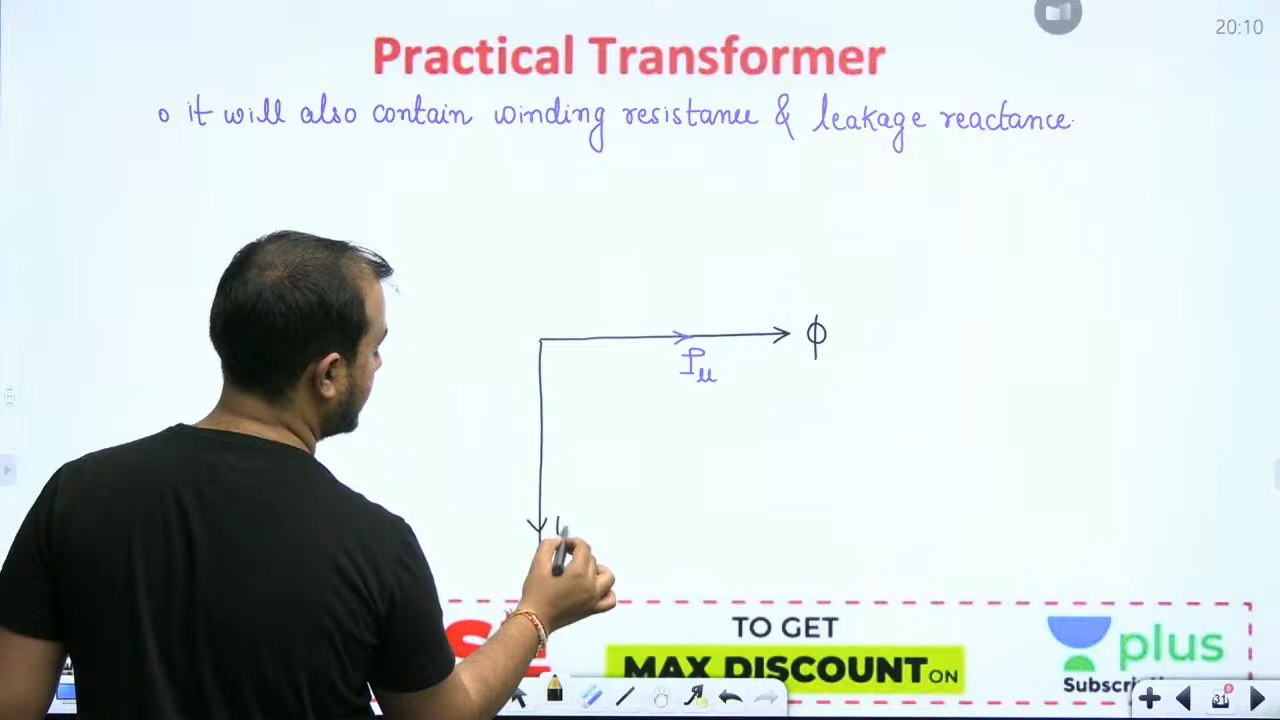 20:10
Practical Transformer
o it will also contain winding resistance & leakage reactance.
ϕ
Iμ
TO GET
MAX DISCOUNT ON
plus
31